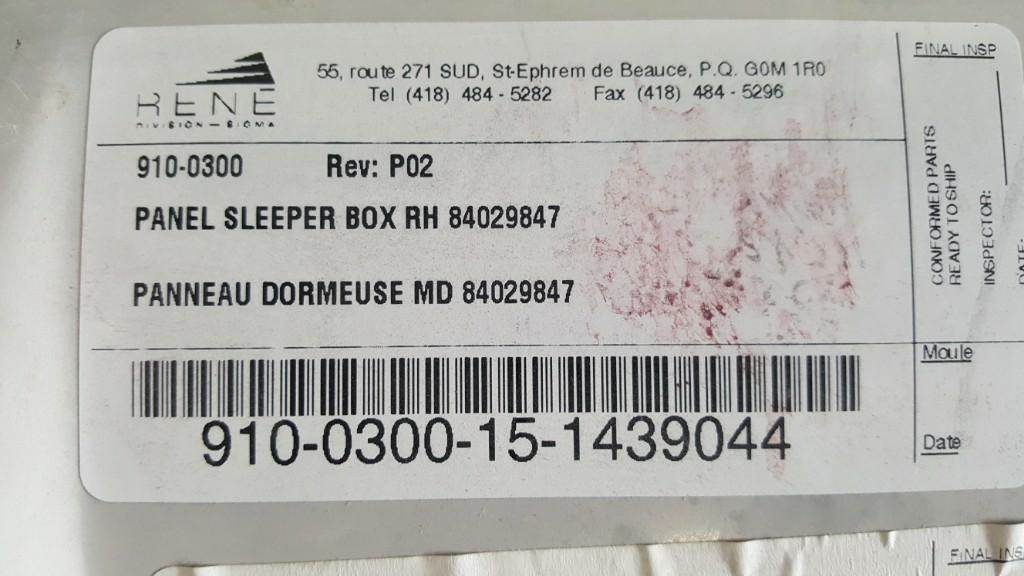 RENE
DIVISION - SIGMA
55, route 271 SUD, St-Ephrem de Beauce, P.Q. G0M 1R0
Tel (418) 484 - 5282 Fax (418) 484 - 5296
910-0300 Rev: P02
PANEL SLEEPER BOX RH 84029847
PANNEAU DORMEUSE MD 84029847
910-0300-15-1439044
FINAL INSP
CONFORMED PARTS
READY TO SHIP
INSPECTOR:
DATE:
Moule
Date
FINAL INS